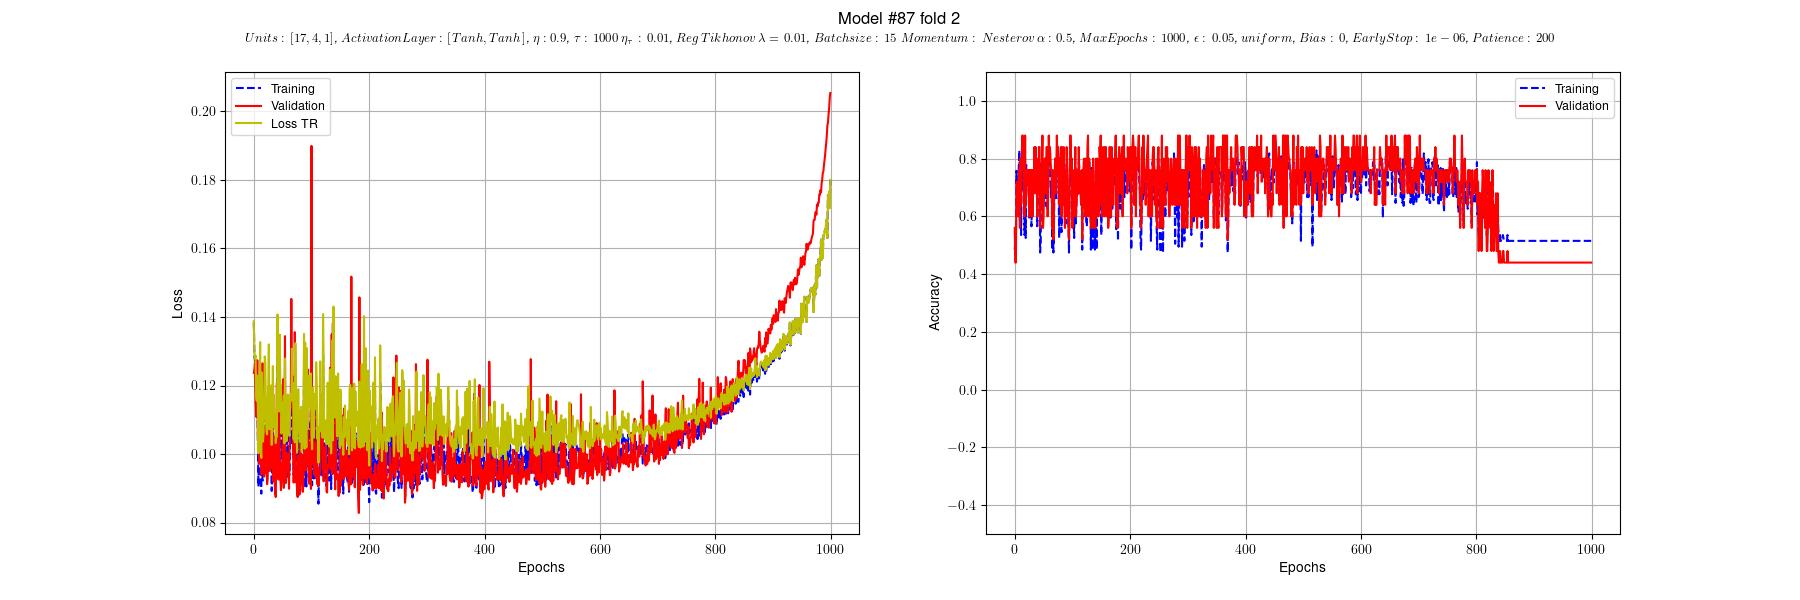 Model #87 fold 2
Units : [17, 4, 1], ActivationLayer : [Tanh, Tanh], η : 0.9, τ : 1000 ητ : 0.01, Reg Tikhonov λ = 0.01, Batchsize : 15 Momentum : Nesterov α : 0.5, MaxEpochs : 1000, ϵ : 0.05, uniform, Bias : 0, EarlyStop : 1e − 06, Patience : 200
Training
Validation
Loss TR
0.20
0.18
0.16
0.14
0.12
0.10
0.08
Loss
0 200 400 600 800 1000
Epochs
Training
Validation
1.0
0.8
0.6
0.4
0.2
0.0
−0.2
−0.4
Accuracy
0 200 400 600 800 1000
Epochs